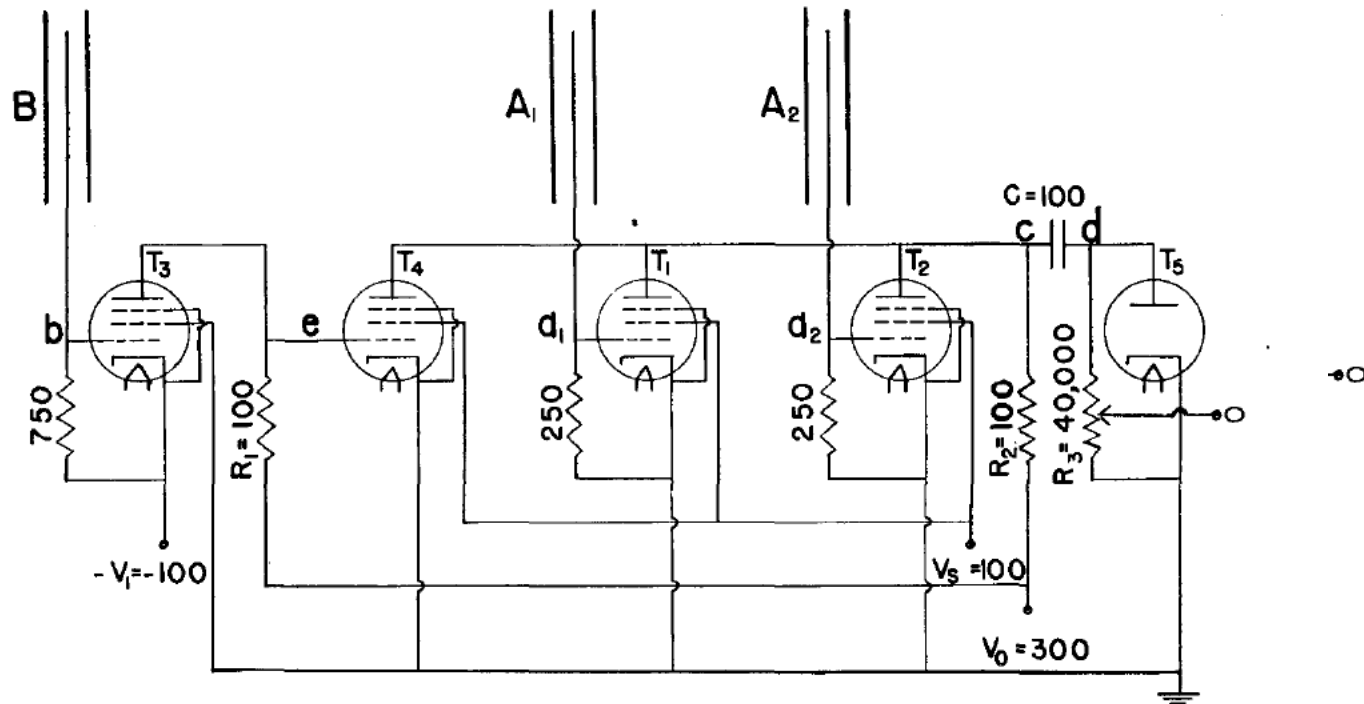 B
A₁
A₂
C=100
c
d
T₃
T₄
T₁
T₂
T₅
b
e
d₁
d₂
750
R₁=100
250
250
R₂=100
R₃=40,000
O
O
-V₁=-100
Vₛ=100
V₀=300